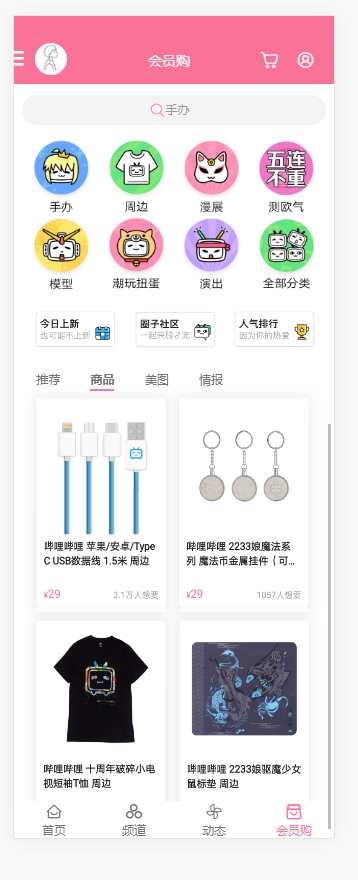 会员购
手办
五连
不重
手办 周边 漫展 测欧气
模型 潮玩扭蛋 演出 全部分类
今日上新 圈子社区 人气排行
也可能不上新 一起来胶♂流 因为你的热爱
推荐 商品 美图 情报
哔哩哔哩 苹果/安卓/Type
C USB数据线 1.5米 周边
¥29 3.1万人想要
哔哩哔哩 2233娘魔法系
列 魔法币金属挂件（可...
¥29 1057人想要
哔哩哔哩 十周年破碎小电
视短袖T恤 周边
哔哩哔哩 2233娘驱魔少女
鼠标垫 周边
首页 频道 动态 会员购